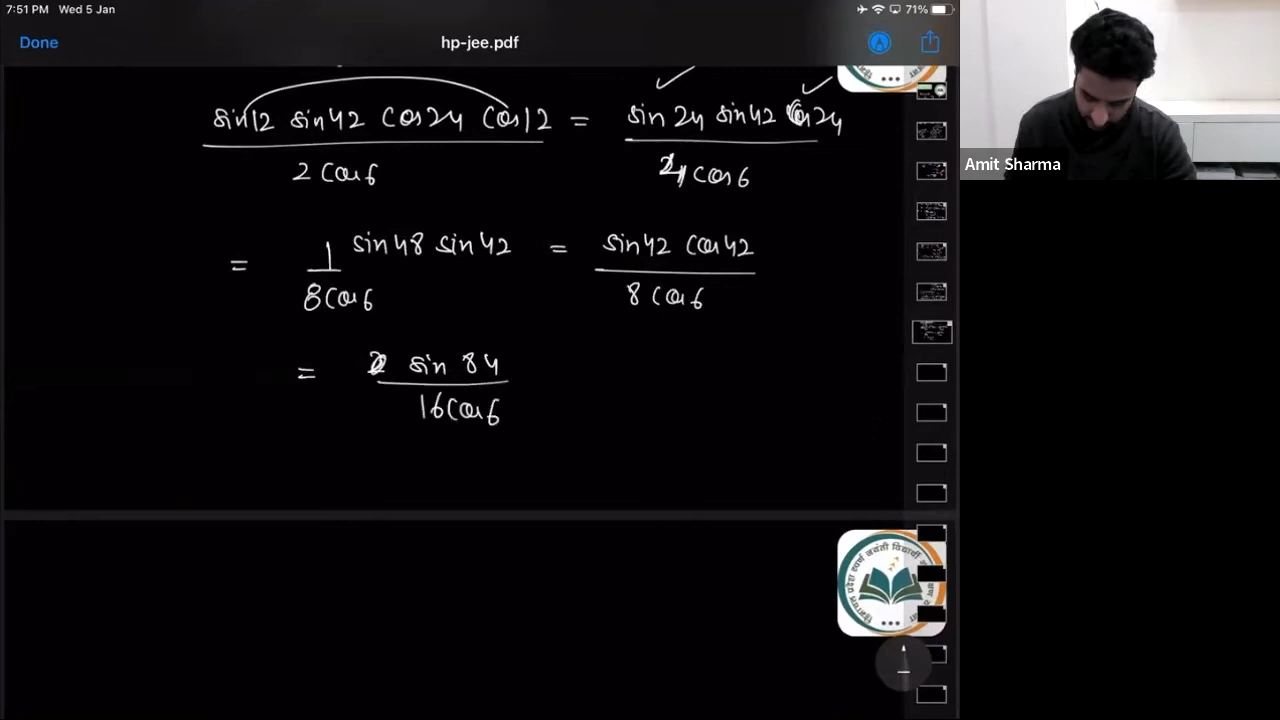 7:51 PM Wed 5 Jan 71%
Done hp-jee.pdf
sin12 sin42 cos24 cos12 = sin24 sin42 cos24
2 cos6 4 cos6
Amit Sharma
= 1 sin48 sin42 = sin42 cos42
8cos6 8 cos6
= sin 84
16cos6